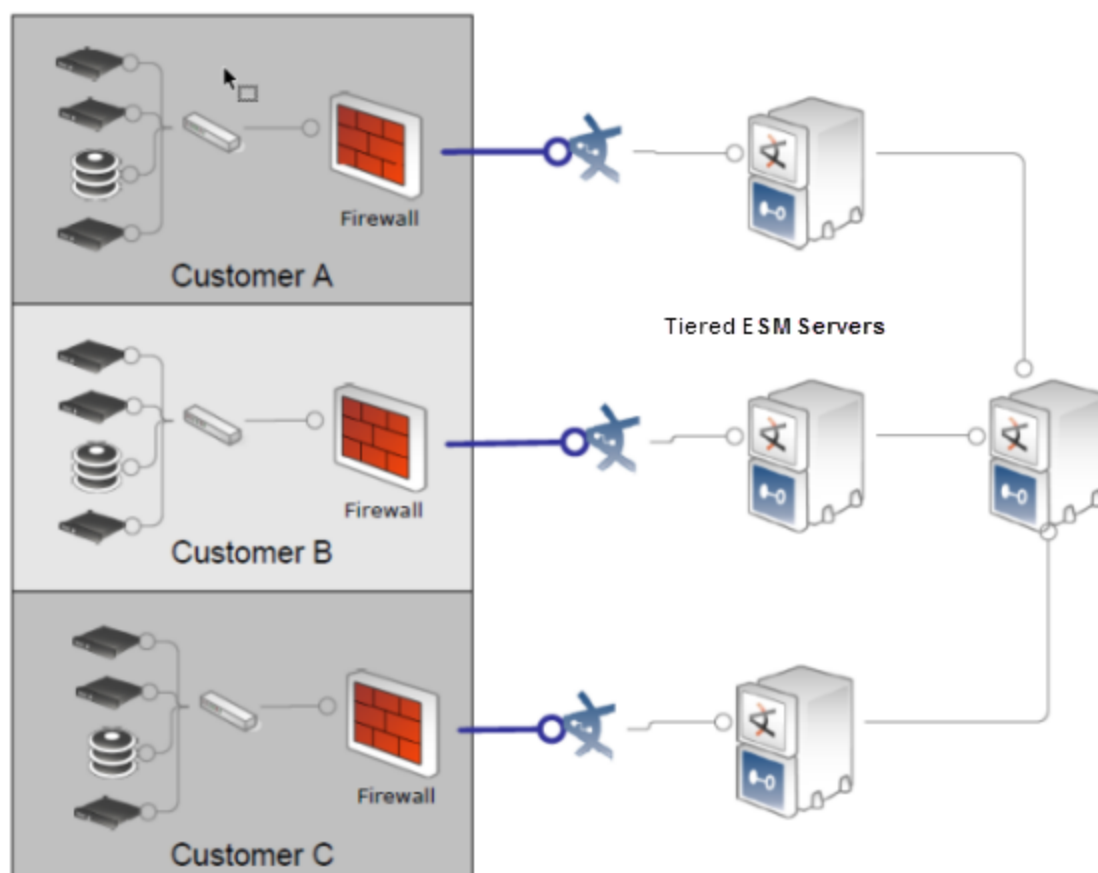 Firewall
Customer A
Tiered ESM Servers
Firewall
Customer B
Firewall
Customer C